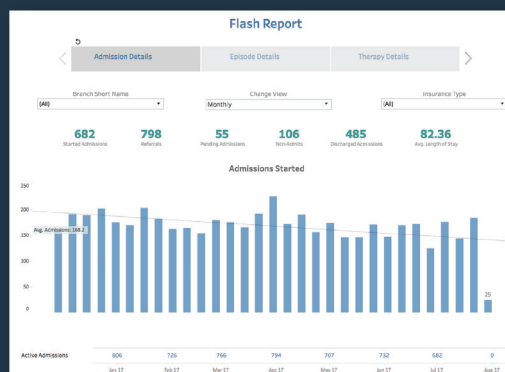 Flash Report
Admission Details
Episode Details
Therapy Details
Branch Short Name
Change View
Insurance Type
(All)
Monthly
(All)
682
798
55
106
485
82.36
Started Admissions
Referrals
Pending Admissions
Non-Admits
Discharged Admissions
Avg. Length of Stay
Admissions Started
250
200
Avg. Admissions: 168.2
150
100
50
25
0
Active Admissions
806
726
766
794
707
732
682
0
Jan 17
Feb 17
Mar 17
Apr 17
May 17
Jun 17
Jul 17
Aug 17